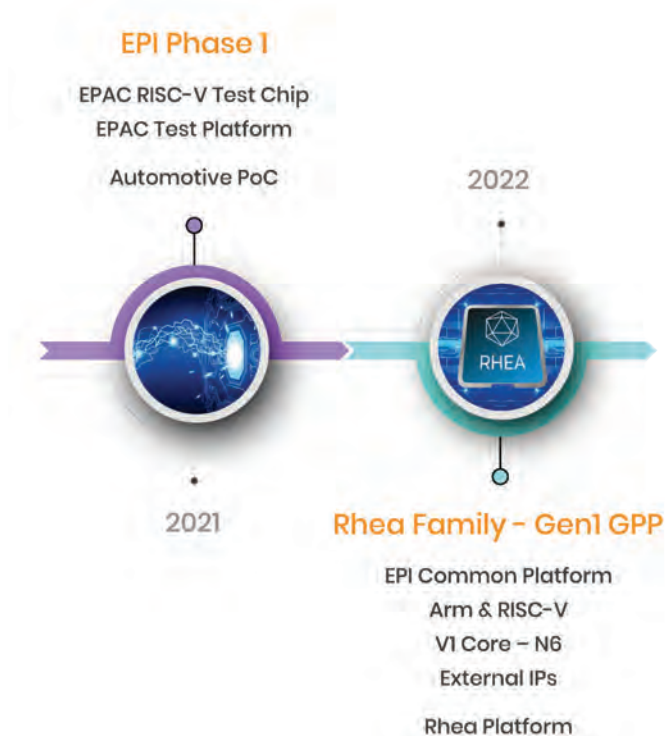 EPI Phase 1
EPAC RISC-V Test Chip
EPAC Test Platform
Automotive PoC
2021
2022
RHEA
Rhea Family - Gen1 GPP
EPI Common Platform
Arm & RISC-V
V1 Core – N6
External IPs
Rhea Platform